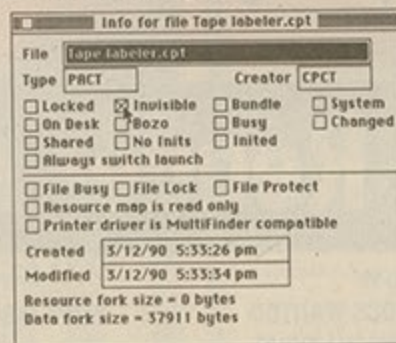 Info for file Tape labeler.cpt
File Tape labeler.cpt
Type PACT Creator CPCT
Locked Invisible Bundle System
On Desk Bozo Busy Changed
Shared No Inits Inited
Always switch launch
File Busy File Lock File Protect
Resource map is read only
Printer driver is MultiFinder compatible
Created 3/12/90 5:33:26 pm
Modified 3/12/90 5:33:34 pm
Resource fork size = 0 bytes
Data fork size = 37911 bytes